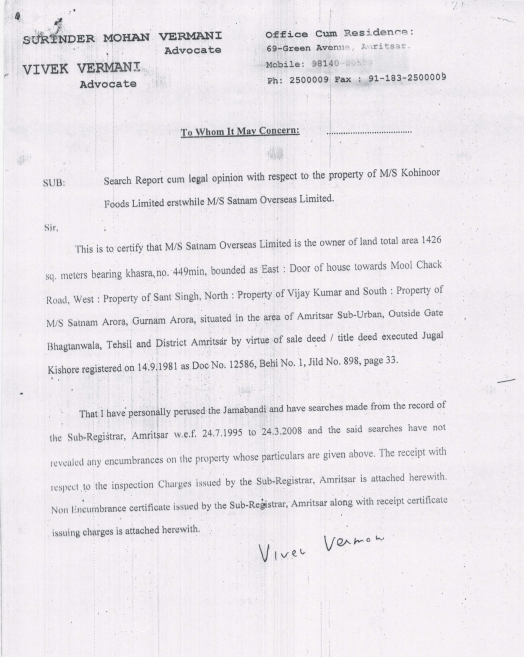 SURINDER MOHAN VERMANI
Advocate
VIVEK VERMANI
Advocate
Office Cum Residence:
69-Green Avenue, Amritsar.
Mobile: 98140-
Ph: 2500009 Fax : 91-183-2500009
To Whom It May Concern: ...................................
SUB: Search Report cum legal opinion with respect to the property of M/S Kohinoor
Foods Limited erstwhile M/S Satnam Overseas Limited.
Sir,
This is to certify that M/S Satnam Overseas Limited is the owner of land total area 1426
sq. meters bearing khasra no. 449min, bounded as East : Door of house towards Mool Chack
Road, West : Property of Sant Singh, North : Property of Vijay Kumar and South : Property of
M/S Satnam Arora, Gurnam Arora, situated in the area of Amritsar Sub-Urban, Outside Gate
Bhagtanwala, Tehsil and District Amritsar by virtue of sale deed / title deed executed Jugal
Kishore registered on 14.9.1981 as Doc No. 12586, Behi No. 1, Jild No. 898, page 33.
That I have personally perused the Jamabandi and have searches made from the record of
the Sub-Registrar, Amritsar w.e.f. 24.7.1995 to 24.3.2008 and the said searches have not
revealed any encumbrances on the property whose particulars are given above. The receipt with
respect to the inspection Charges issued by the Sub-Registrar, Amritsar is attached herewith.
Non Encumbrance certificate issued by the Sub-Registrar, Amritsar along with receipt certificate
issuing charges is attached herewith.
Vivek Vermani